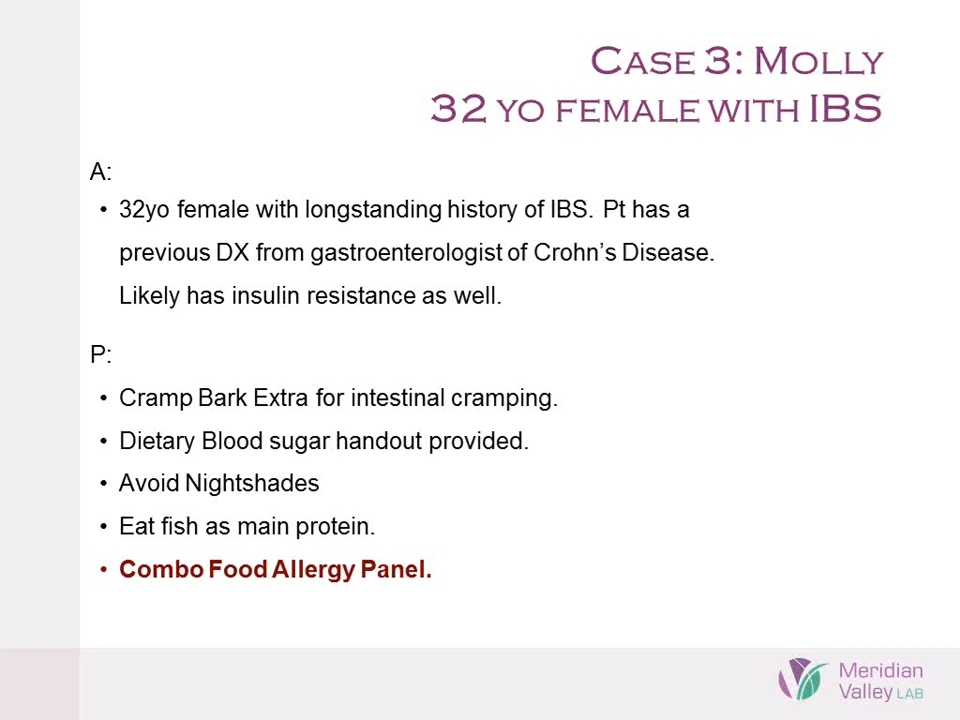 CASE 3: MOLLY
32 YO FEMALE WITH IBS
A:
• 32yo female with longstanding history of IBS. Pt has a
previous DX from gastroenterologist of Crohn’s Disease.
Likely has insulin resistance as well.
P:
• Cramp Bark Extra for intestinal cramping.
• Dietary Blood sugar handout provided.
• Avoid Nightshades
• Eat fish as main protein.
• Combo Food Allergy Panel.
Meridian
Valley LAB